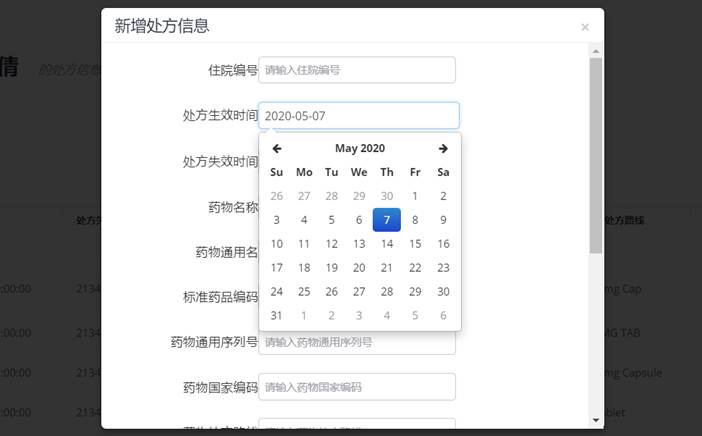 新增处方信息 ×
倩 的处方信息
住院编号 请输入住院编号
处方生效时间 2020-05-07
May 2020
Su Mo Tu We Th Fr Sa
26 27 28 29 30 1 2
3 4 5 6 7 8 9
10 11 12 13 14 15 16
17 18 19 20 21 22 23
24 25 26 27 28 29 30
31 1 2 3 4 5 6
处方失效时间
药物名称
药物通用名
标准药品编码
药物通用序列号 请输入药物通用序列号
药物国家编码 请输入药物国家编码
处方路线
:00:00 2134 mg Cap
:00:00 2134 MG TAB
:00:00 2134 mg Capsule
:00:00 2134 ablet